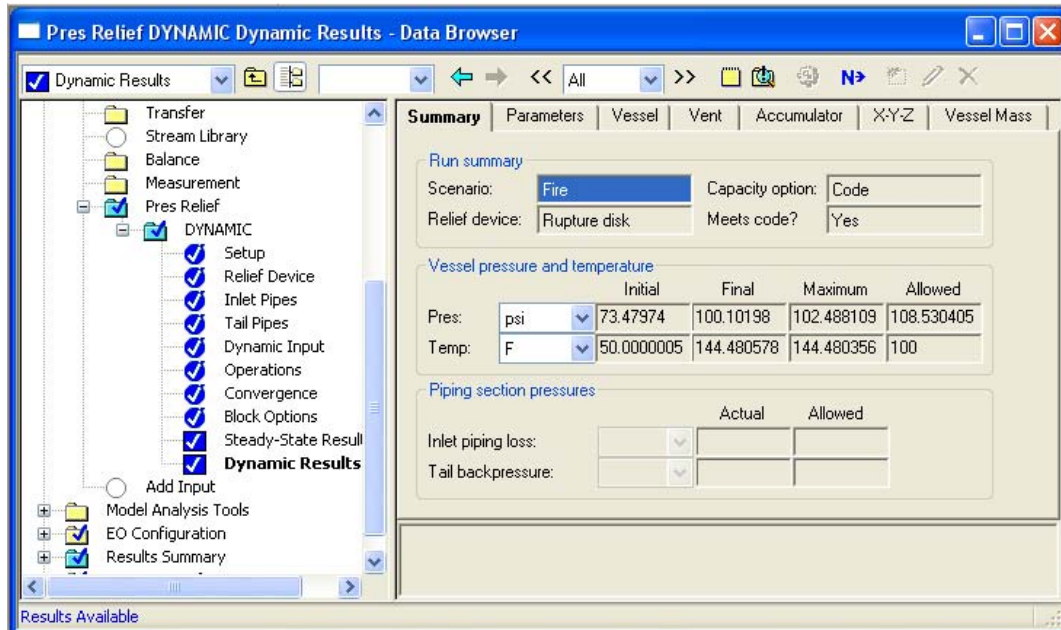 Pres Relief DYNAMIC Dynamic Results - Data Browser
Dynamic Results
<< All >>
N
Transfer
Stream Library
Balance
Measurement
Pres Relief
DYNAMIC
Setup
Relief Device
Inlet Pipes
Tail Pipes
Dynamic Input
Operations
Convergence
Block Options
Steady-State Resul
Dynamic Results
Add Input
Model Analysis Tools
EO Configuration
Results Summary
Summary Parameters Vessel Vent Accumulator X-Y-Z Vessel Mass
Run summary
Scenario: Fire Capacity option: Code
Relief device: Rupture disk Meets code? Yes
Vessel pressure and temperature
Initial Final Maximum Allowed
Pres: psi 73.47974 100.10198 102.488109 108.530405
Temp: F 50.0000005 144.480578 144.480356 100
Piping section pressures
Actual Allowed
Inlet piping loss:
Tail backpressure:
Results Available